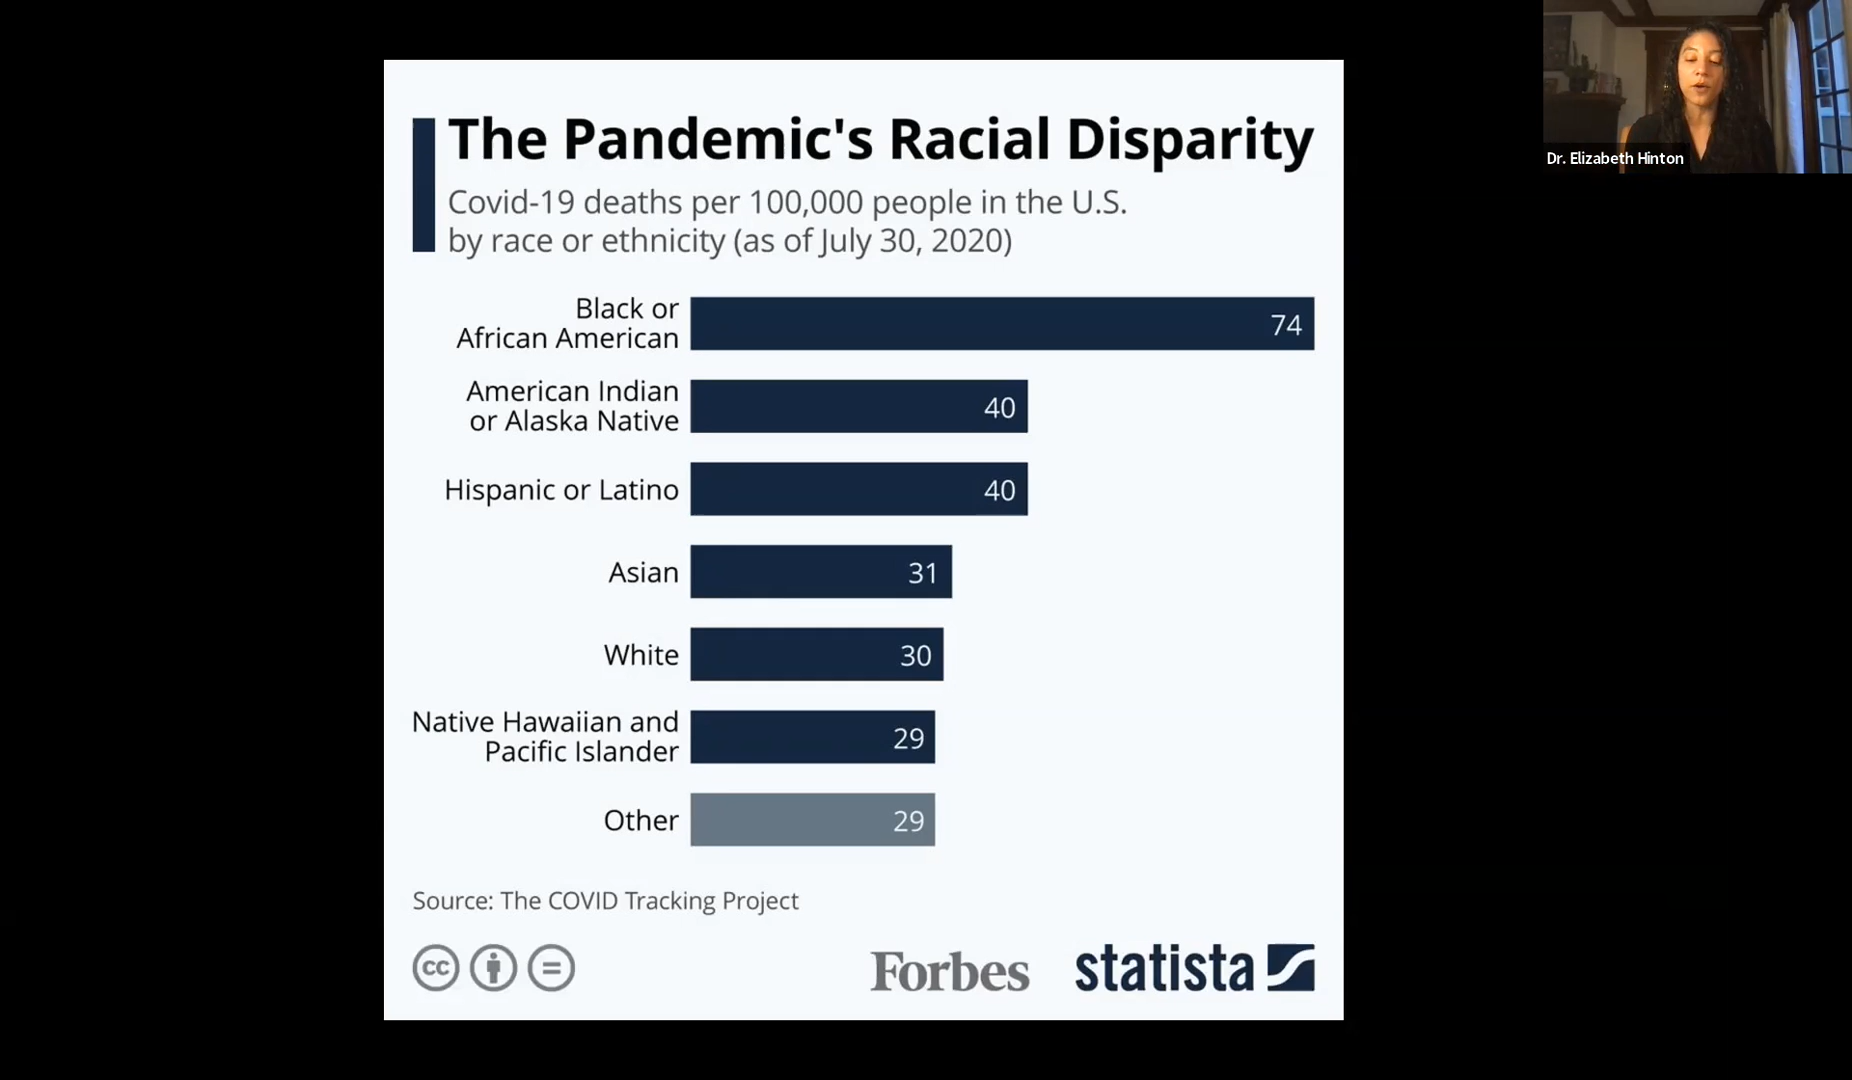 The Pandemic's Racial Disparity
Covid-19 deaths per 100,000 people in the U.S.
by race or ethnicity (as of July 30, 2020)
Black or
African American
74
American Indian
or Alaska Native
40
Hispanic or Latino
40
Asian
31
White
30
Native Hawaiian and
Pacific Islander
29
Other
29
Source: The COVID Tracking Project
cc
Forbes
statista
Dr. Elizabeth Hinton